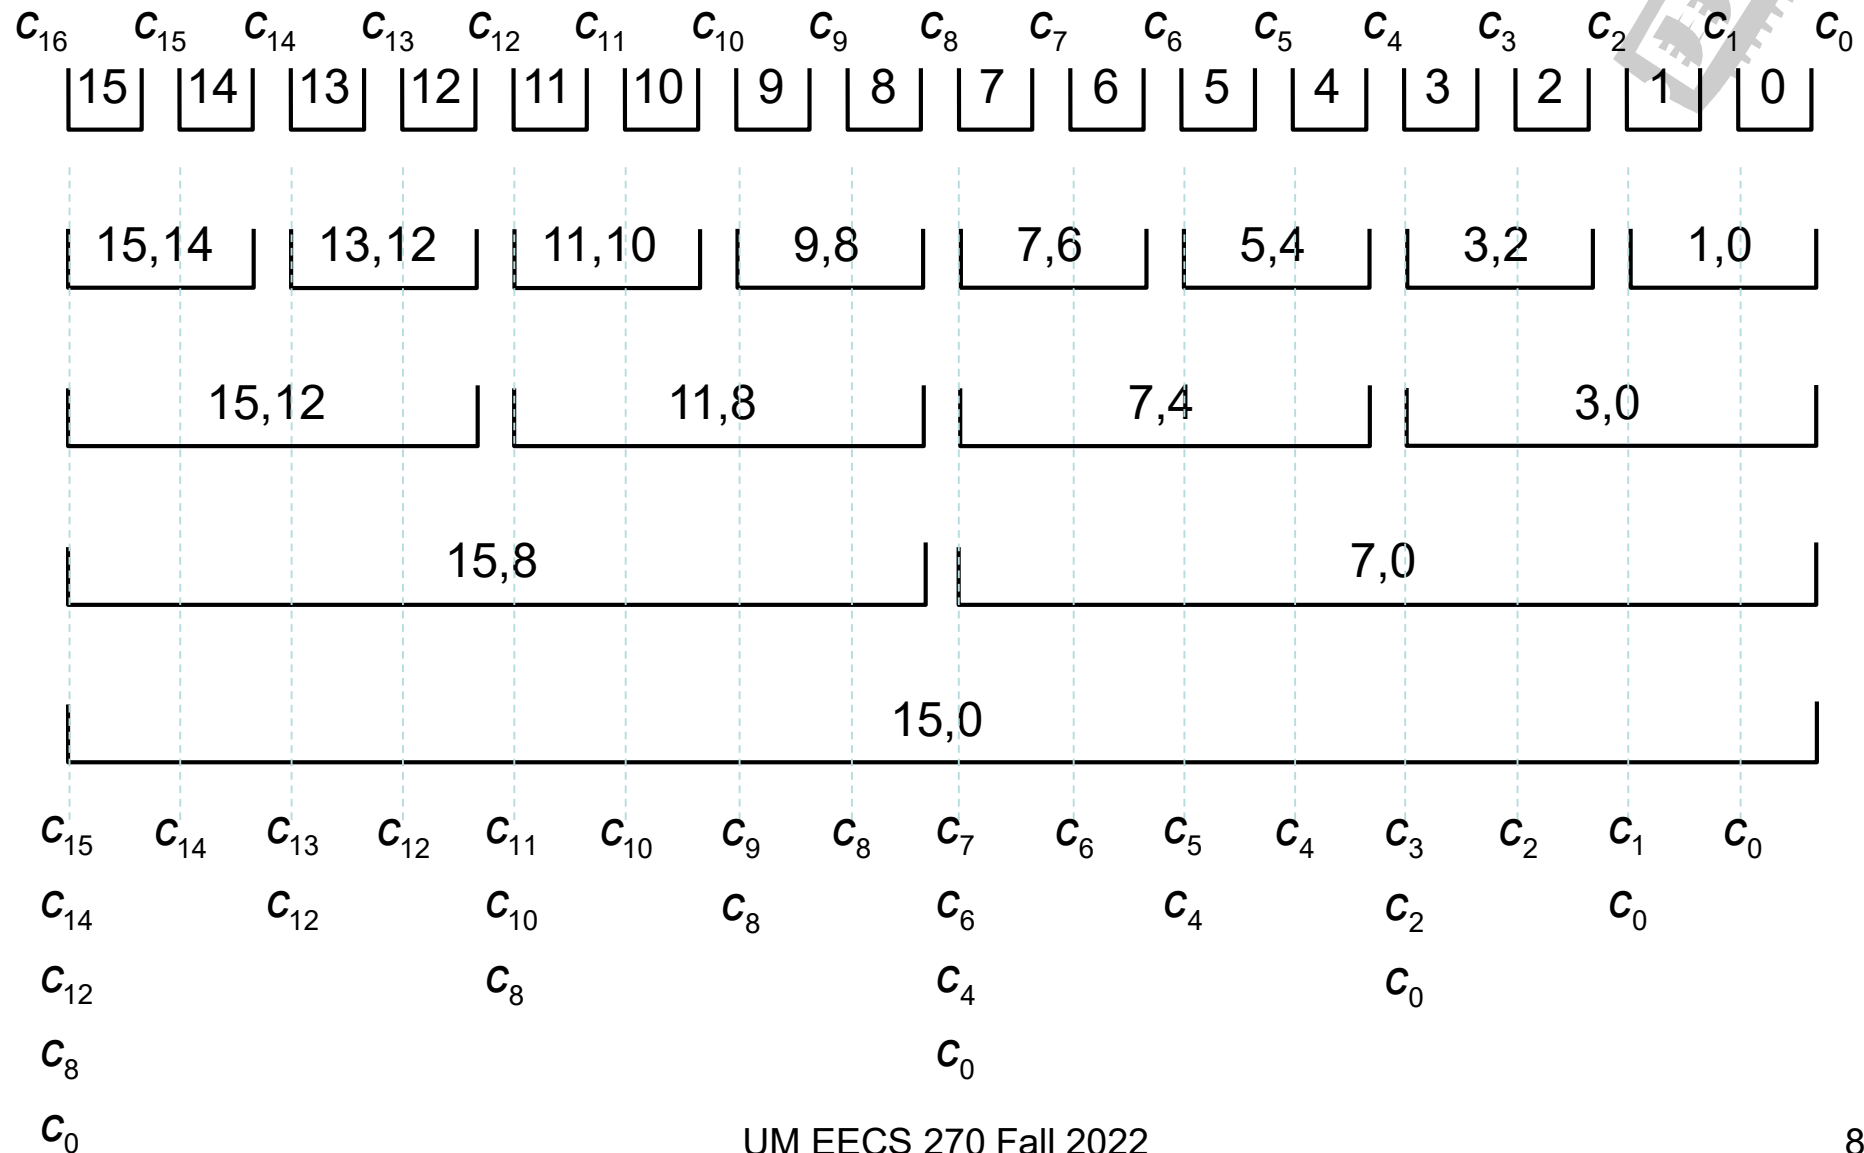 c16 c15 c14 c13 c12 c11 c10 c9 c8 c7 c6 c5 c4 c3 c2 c1 c0
15 14 13 12 11 10 9 8 7 6 5 4 3 2 1 0
15,14 13,12 11,10 9,8 7,6 5,4 3,2 1,0
15,12 11,8 7,4 3,0
15,8 7,0
15,0
c15 c14 c13 c12 c11 c10 c9 c8 c7 c6 c5 c4 c3 c2 c1 c0
c14 c12 c10 c8 c6 c4 c2 c0
c12 c8 c4 c0
c8 c0
c0
UM EECS 270 Fall 2022 8